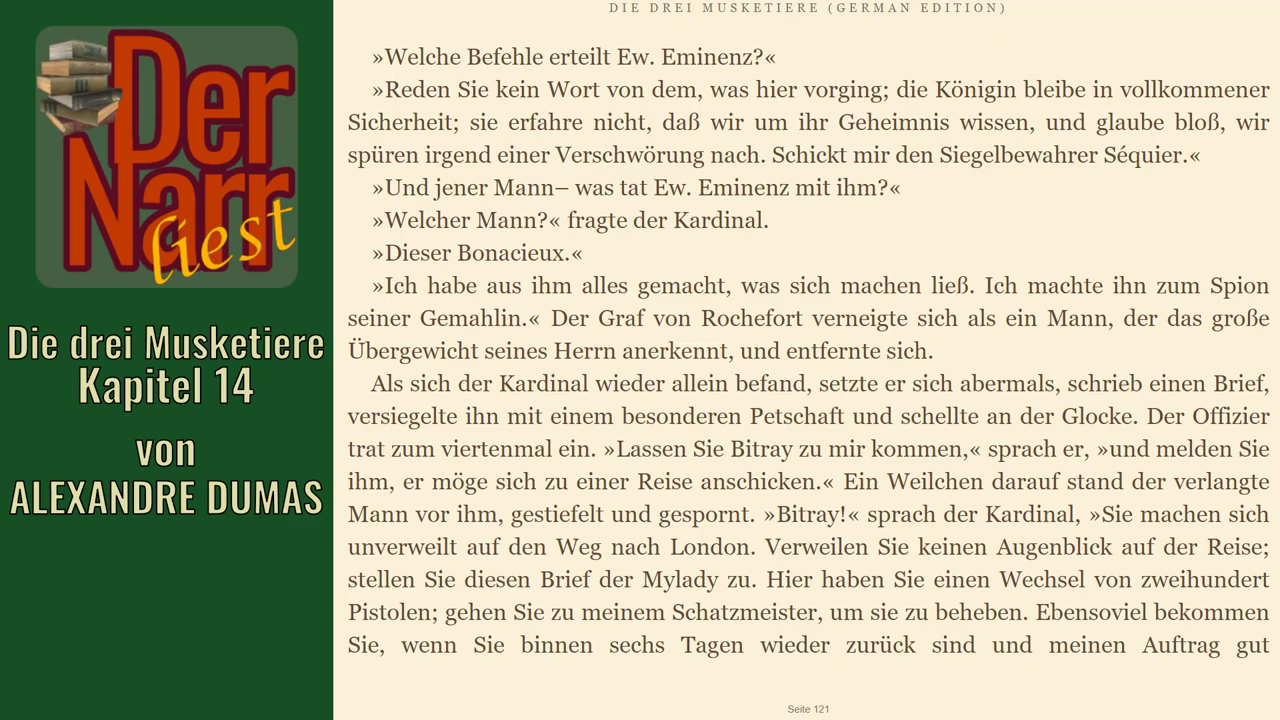 Der
Narr
liest
Die drei Musketiere
Kapitel 14
von
ALEXANDRE DUMAS
DIE DREI MUSKETIERE (GERMAN EDITION)
»Welche Befehle erteilt Ew. Eminenz?«
»Reden Sie kein Wort von dem, was hier vorging; die Königin bleibe in vollkommener
Sicherheit; sie erfahre nicht, daß wir um ihr Geheimnis wissen, und glaube bloß, wir
spüren irgend einer Verschwörung nach. Schickt mir den Siegelbewahrer Séquier.«
»Und jener Mann– was tat Ew. Eminenz mit ihm?«
»Welcher Mann?« fragte der Kardinal.
»Dieser Bonacieux.«
»Ich habe aus ihm alles gemacht, was sich machen ließ. Ich machte ihn zum Spion
seiner Gemahlin.« Der Graf von Rochefort verneigte sich als ein Mann, der das große
Übergewicht seines Herrn anerkennt, und entfernte sich.
Als sich der Kardinal wieder allein befand, setzte er sich abermals, schrieb einen Brief,
versiegelte ihn mit einem besonderen Petschaft und schellte an der Glocke. Der Offizier
trat zum viertenmal ein. »Lassen Sie Bitray zu mir kommen,« sprach er, »und melden Sie
ihm, er möge sich zu einer Reise anschicken.« Ein Weilchen darauf stand der verlangte
Mann vor ihm, gestiefelt und gespornt. »Bitray!« sprach der Kardinal, »Sie machen sich
unverweilt auf den Weg nach London. Verweilen Sie keinen Augenblick auf der Reise;
stellen Sie diesen Brief der Mylady zu. Hier haben Sie einen Wechsel von zweihundert
Pistolen; gehen Sie zu meinem Schatzmeister, um sie zu beheben. Ebensoviel bekommen
Sie, wenn Sie binnen sechs Tagen wieder zurück sind und meinen Auftrag gut
Seite 121